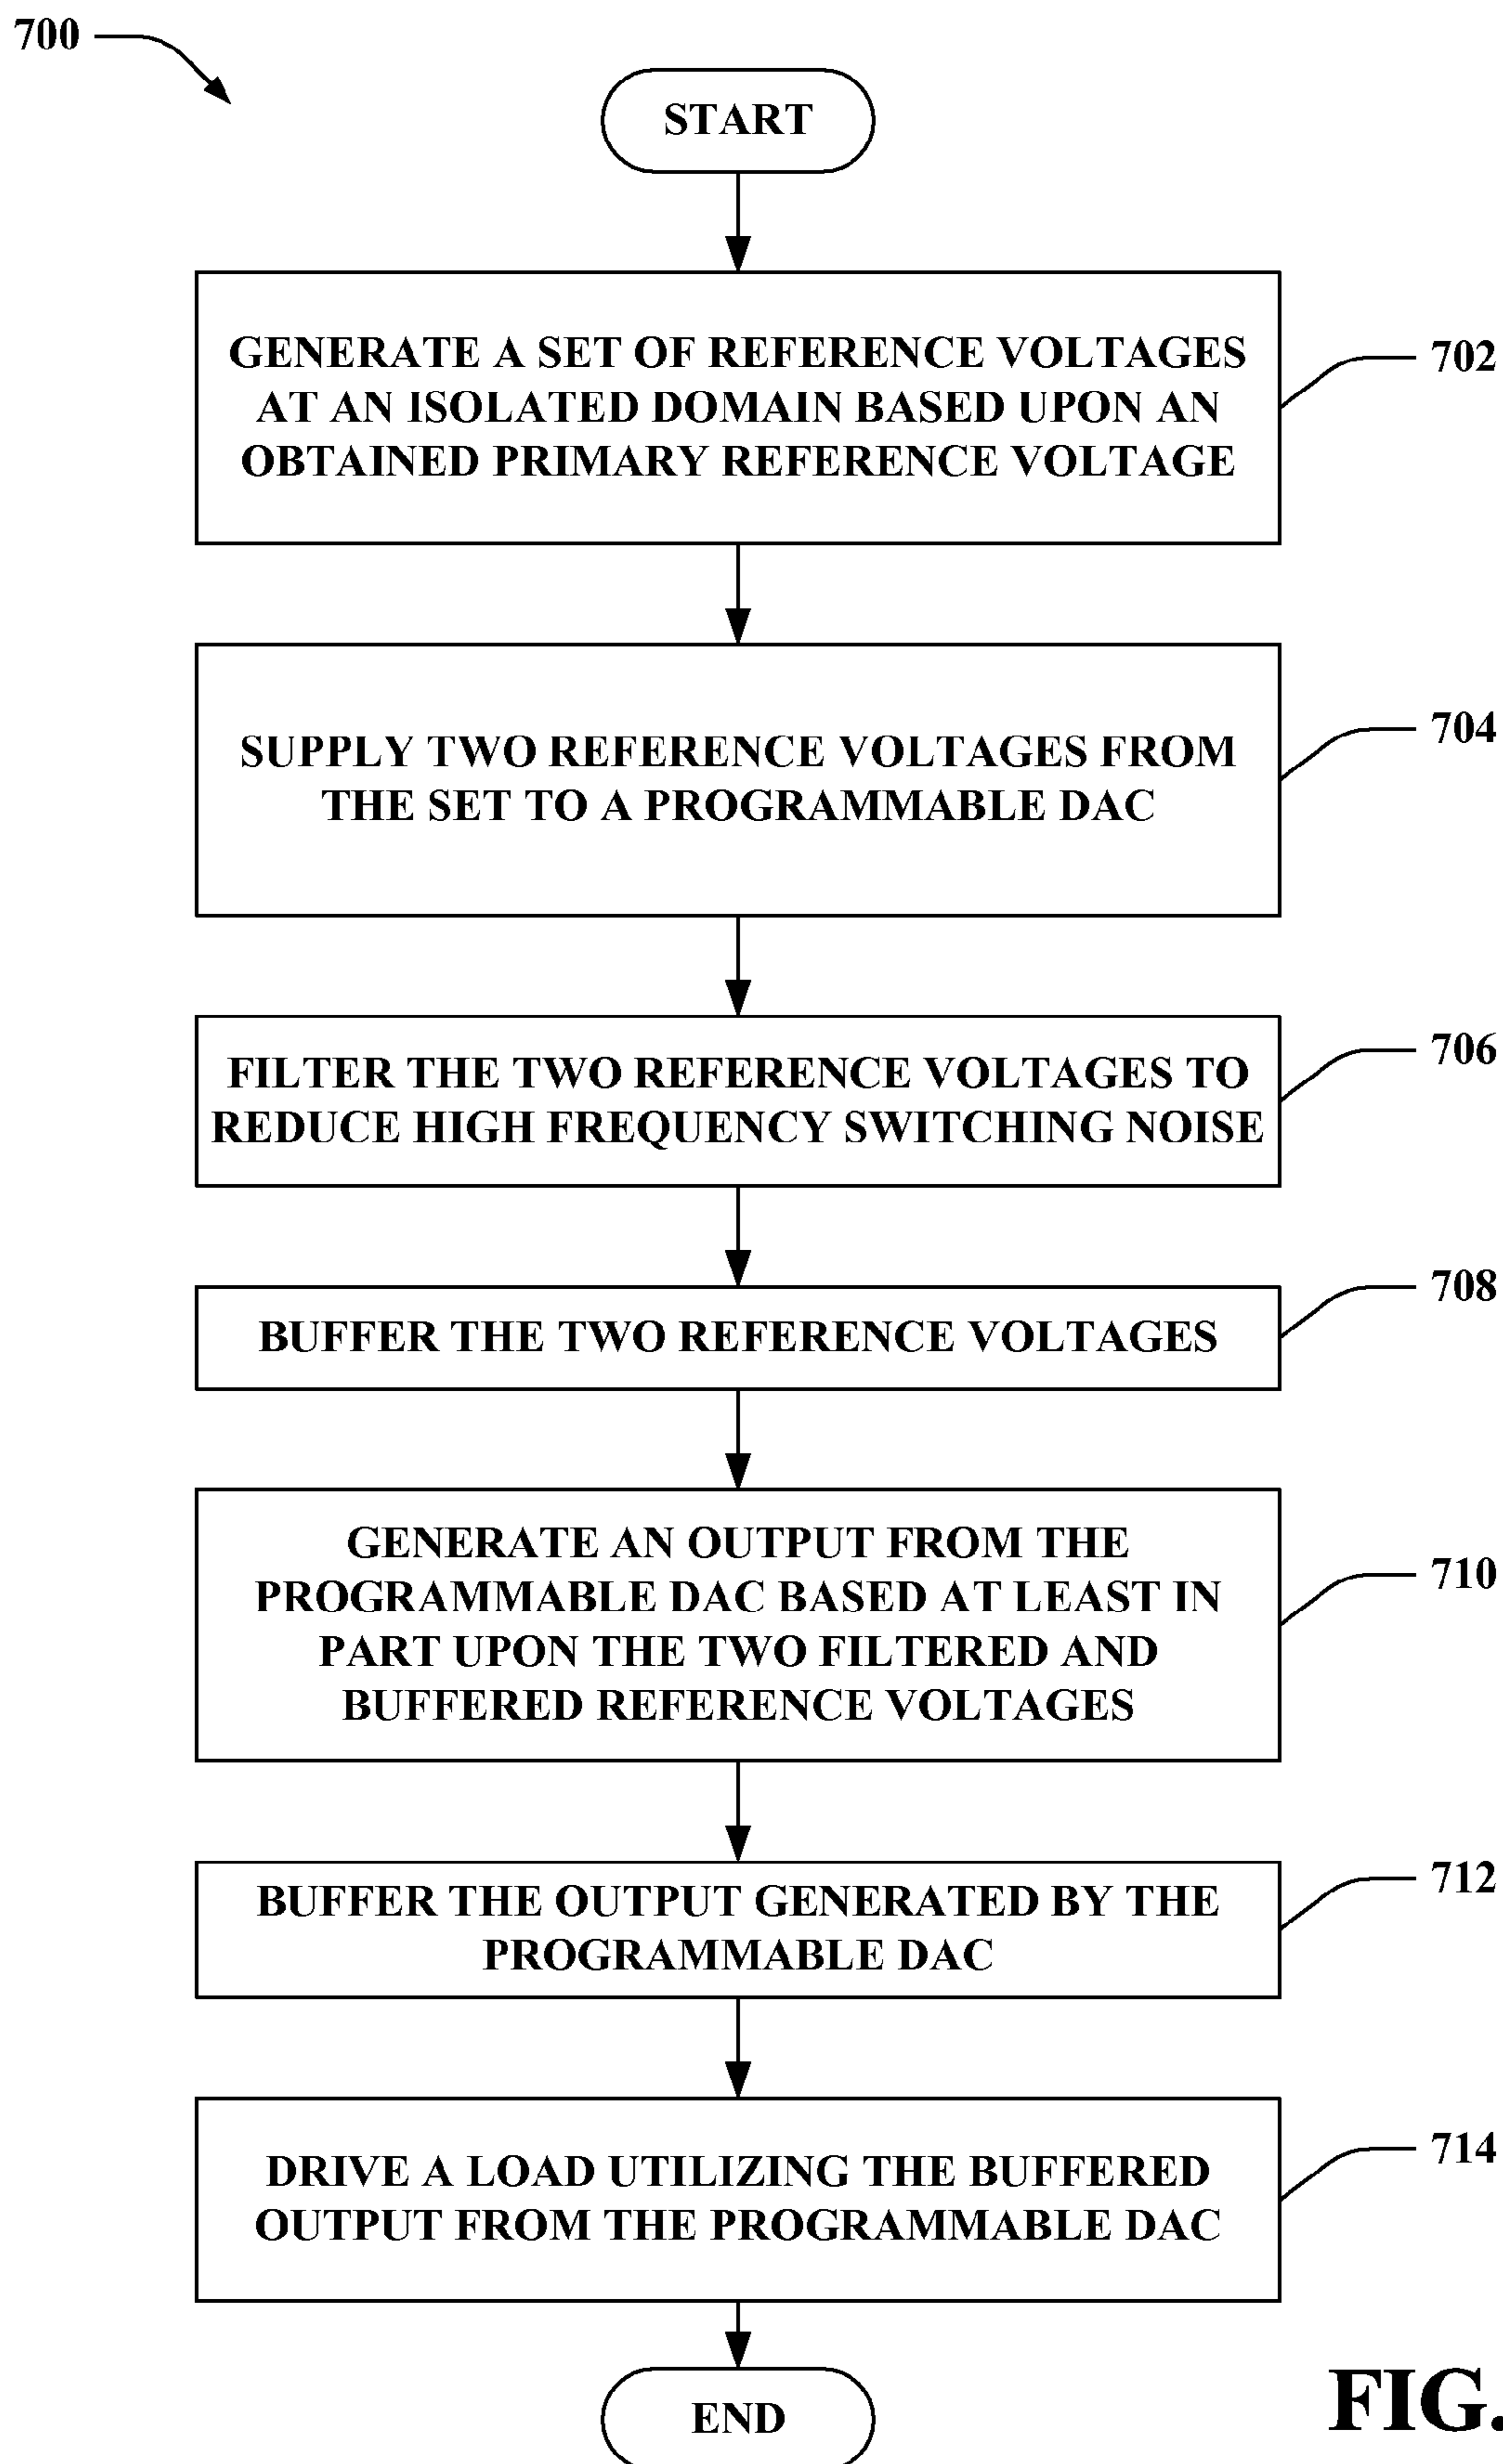 700
START
GENERATE A SET OF REFERENCE VOLTAGES
AT AN ISOLATED DOMAIN BASED UPON AN
OBTAINED PRIMARY REFERENCE VOLTAGE
702
SUPPLY TWO REFERENCE VOLTAGES FROM
THE SET TO A PROGRAMMABLE DAC
704
FILTER THE TWO REFERENCE VOLTAGES TO
REDUCE HIGH FREQUENCY SWITCHING NOISE
706
BUFFER THE TWO REFERENCE VOLTAGES
708
GENERATE AN OUTPUT FROM THE
PROGRAMMABLE DAC BASED AT LEAST IN
PART UPON THE TWO FILTERED AND
BUFFERED REFERENCE VOLTAGES
710
BUFFER THE OUTPUT GENERATED BY THE
PROGRAMMABLE DAC
712
DRIVE A LOAD UTILIZING THE BUFFERED
OUTPUT FROM THE PROGRAMMABLE DAC
714
END
FIG.